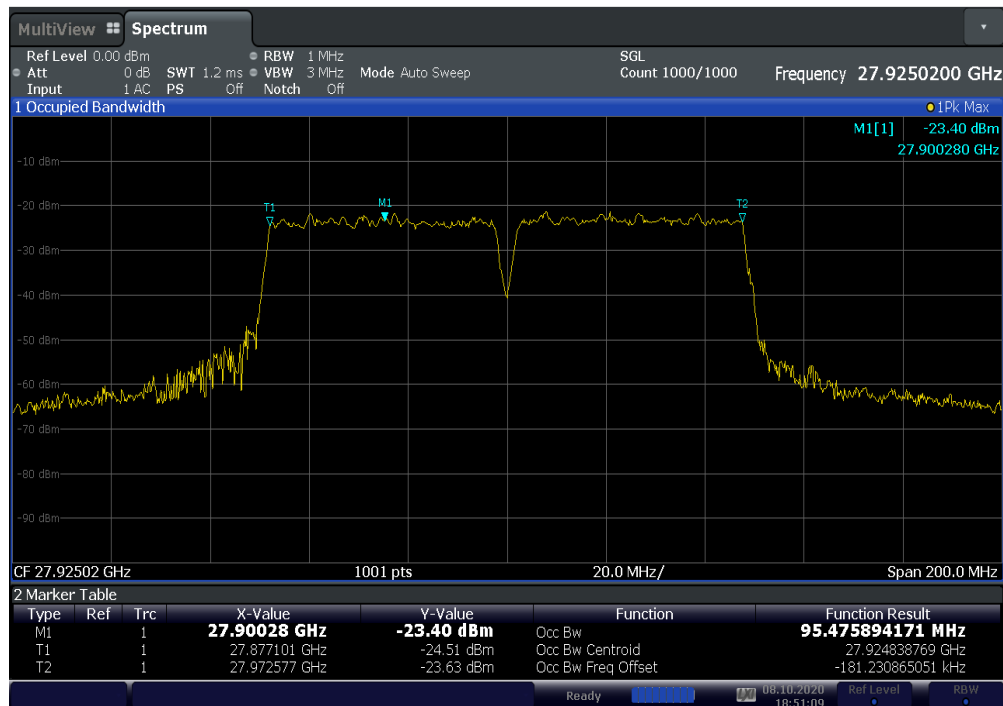 MultiView Spectrum
Ref Level 0.00 dBm RBW 1 MHz SGL
Att 0 dB SWT 1.2 ms VBW 3 MHz Mode Auto Sweep Count 1000/1000 Frequency 27.9250200 GHz
Input 1 AC PS Off Notch Off
1 Occupied Bandwidth 1Pk Max
M1[1] -23.40 dBm
27.900280 GHz
-10 dBm
-20 dBm
T1 M1 T2
-30 dBm
-40 dBm
-50 dBm
-60 dBm
-70 dBm
-80 dBm
-90 dBm
CF 27.92502 GHz 1001 pts 20.0 MHz/ Span 200.0 MHz
2 Marker Table
Type Ref Trc X-Value Y-Value Function Function Result
M1 1 27.90028 GHz -23.40 dBm Occ Bw 95.475894171 MHz
T1 1 27.877101 GHz -24.51 dBm Occ Bw Centroid 27.924838769 GHz
T2 1 27.972577 GHz -23.63 dBm Occ Bw Freq Offset -181.230865051 kHz
Ready 08.10.2020 Ref Level RBW
18:51:09